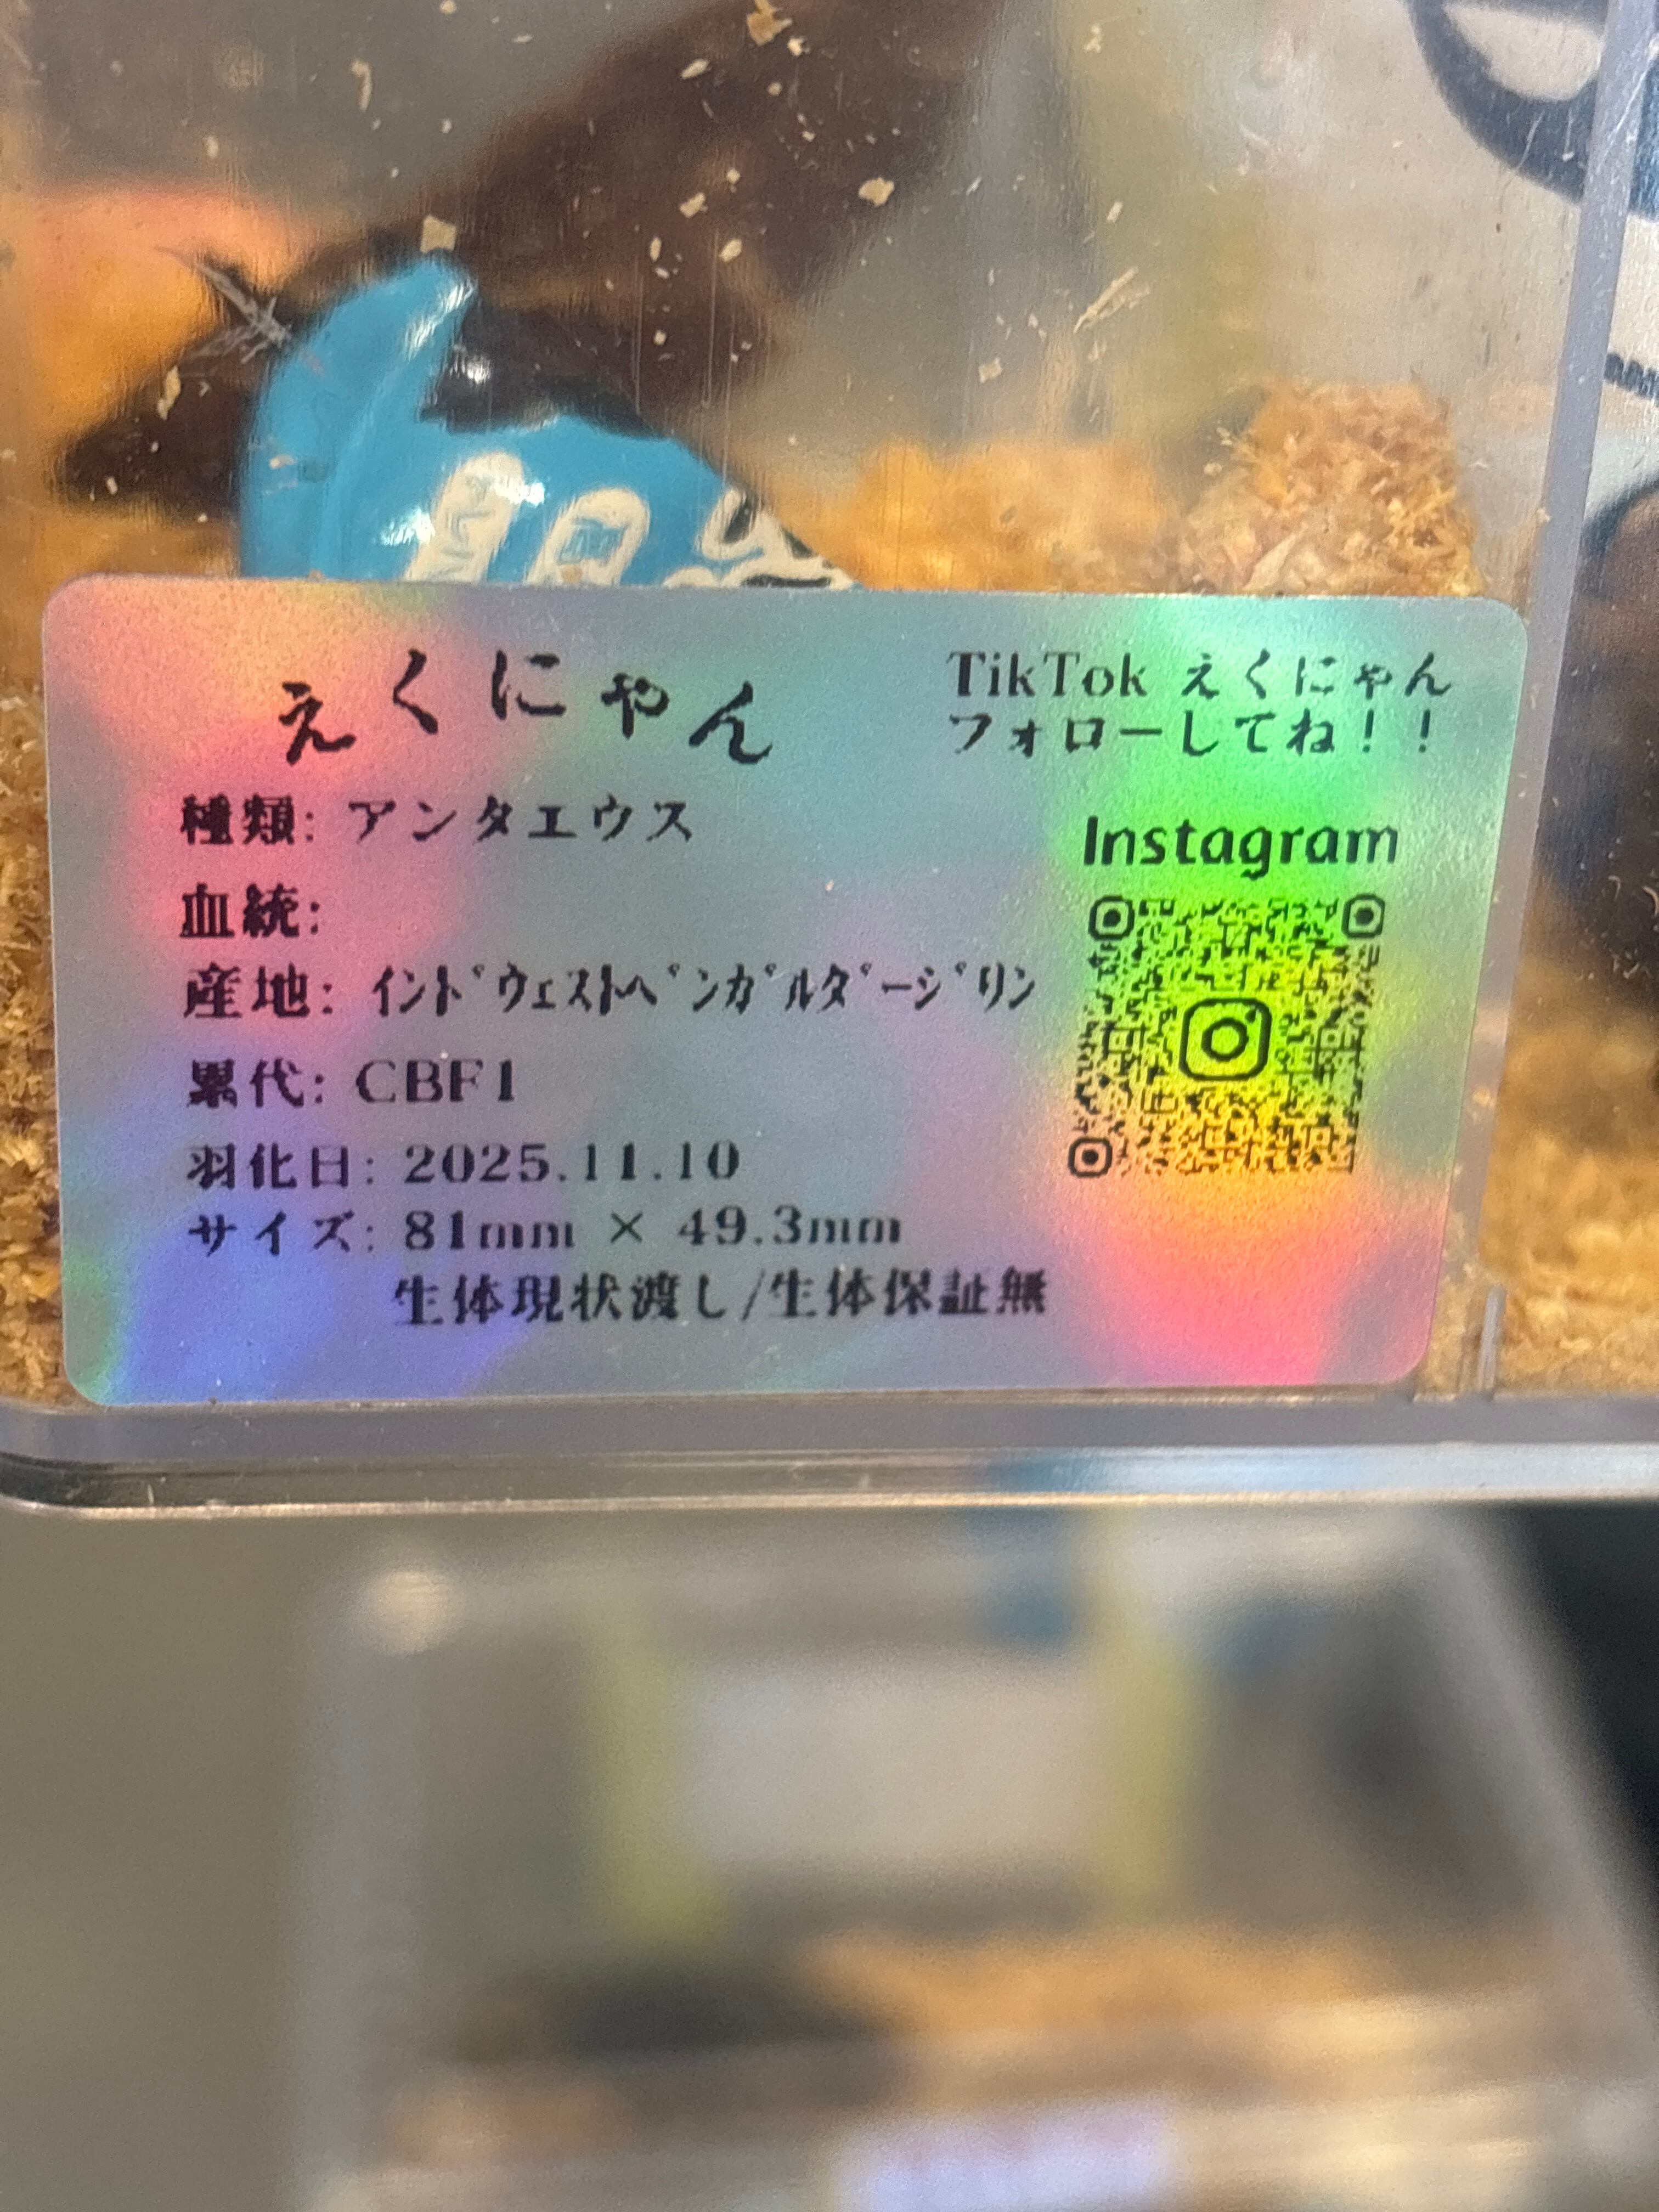 えくにゃん
TikTok えくにゃん
フォローしてね！！
種類: アンタエウス
Instagram
血統:
産地: ｲﾝﾄﾞｳｪｽﾄﾍﾞﾝｶﾞﾙﾀﾞｰｼﾞﾘﾝ
累代: CBF1
羽化日: 2025.11.10
サイズ: 81mm × 49.3mm
生体現状渡し/生体保証無